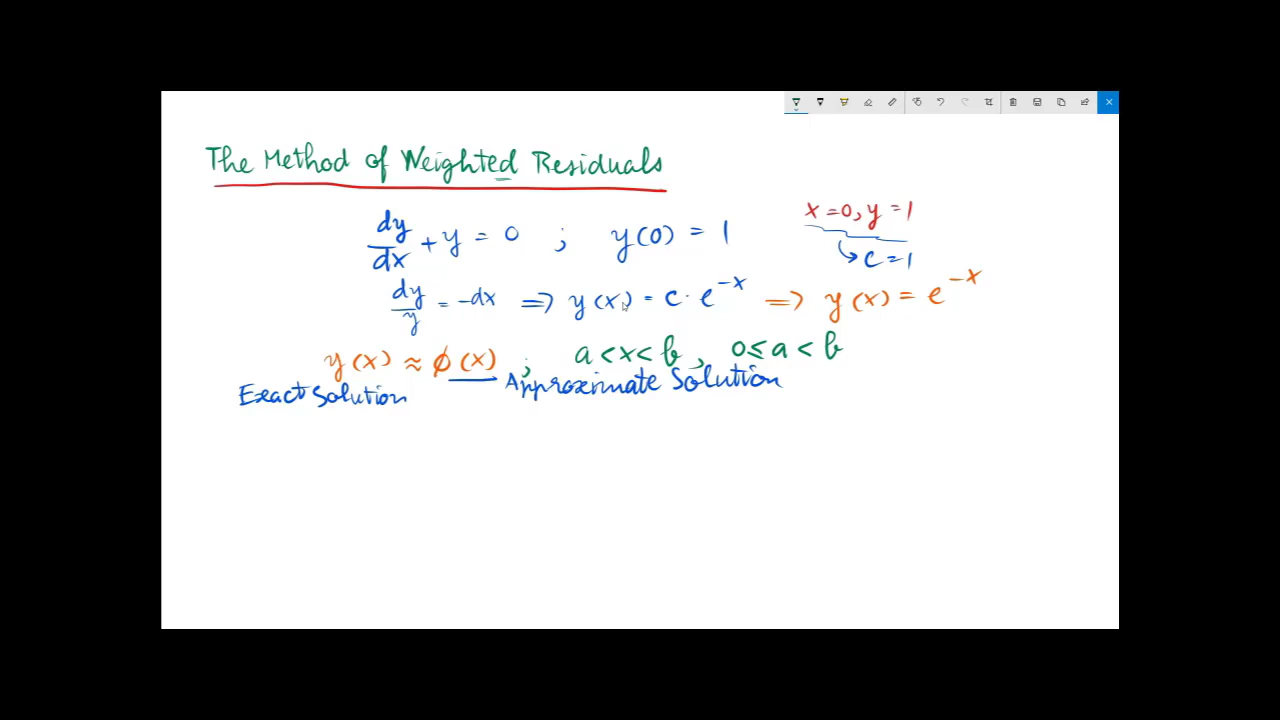 The Method of Weighted Residuals
dy/dx + y = 0 ; y(0) = 1
x = 0, y = 1
↳ c = 1
dy/y = -dx ⟹ y(x) = c · e^{-x} ⟹ y(x) = e^{-x}
y(x) ≈ ϕ(x) ; a < x < b , 0 ≤ a < b
Exact Solution
Approximate Solution